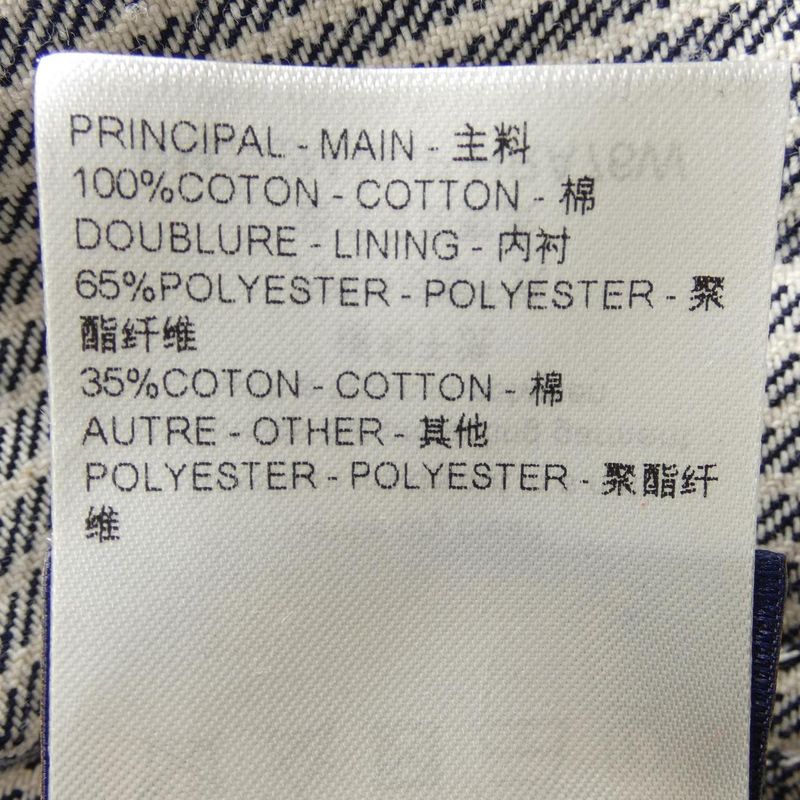 PRINCIPAL - MAIN - 主料
100%COTON - COTTON - 棉
DOUBLURE - LINING - 内衬
65%POLYESTER - POLYESTER - 聚
酯纤维
35%COTON - COTTON - 棉
AUTRE - OTHER - 其他
POLYESTER - POLYESTER - 聚酯纤
维